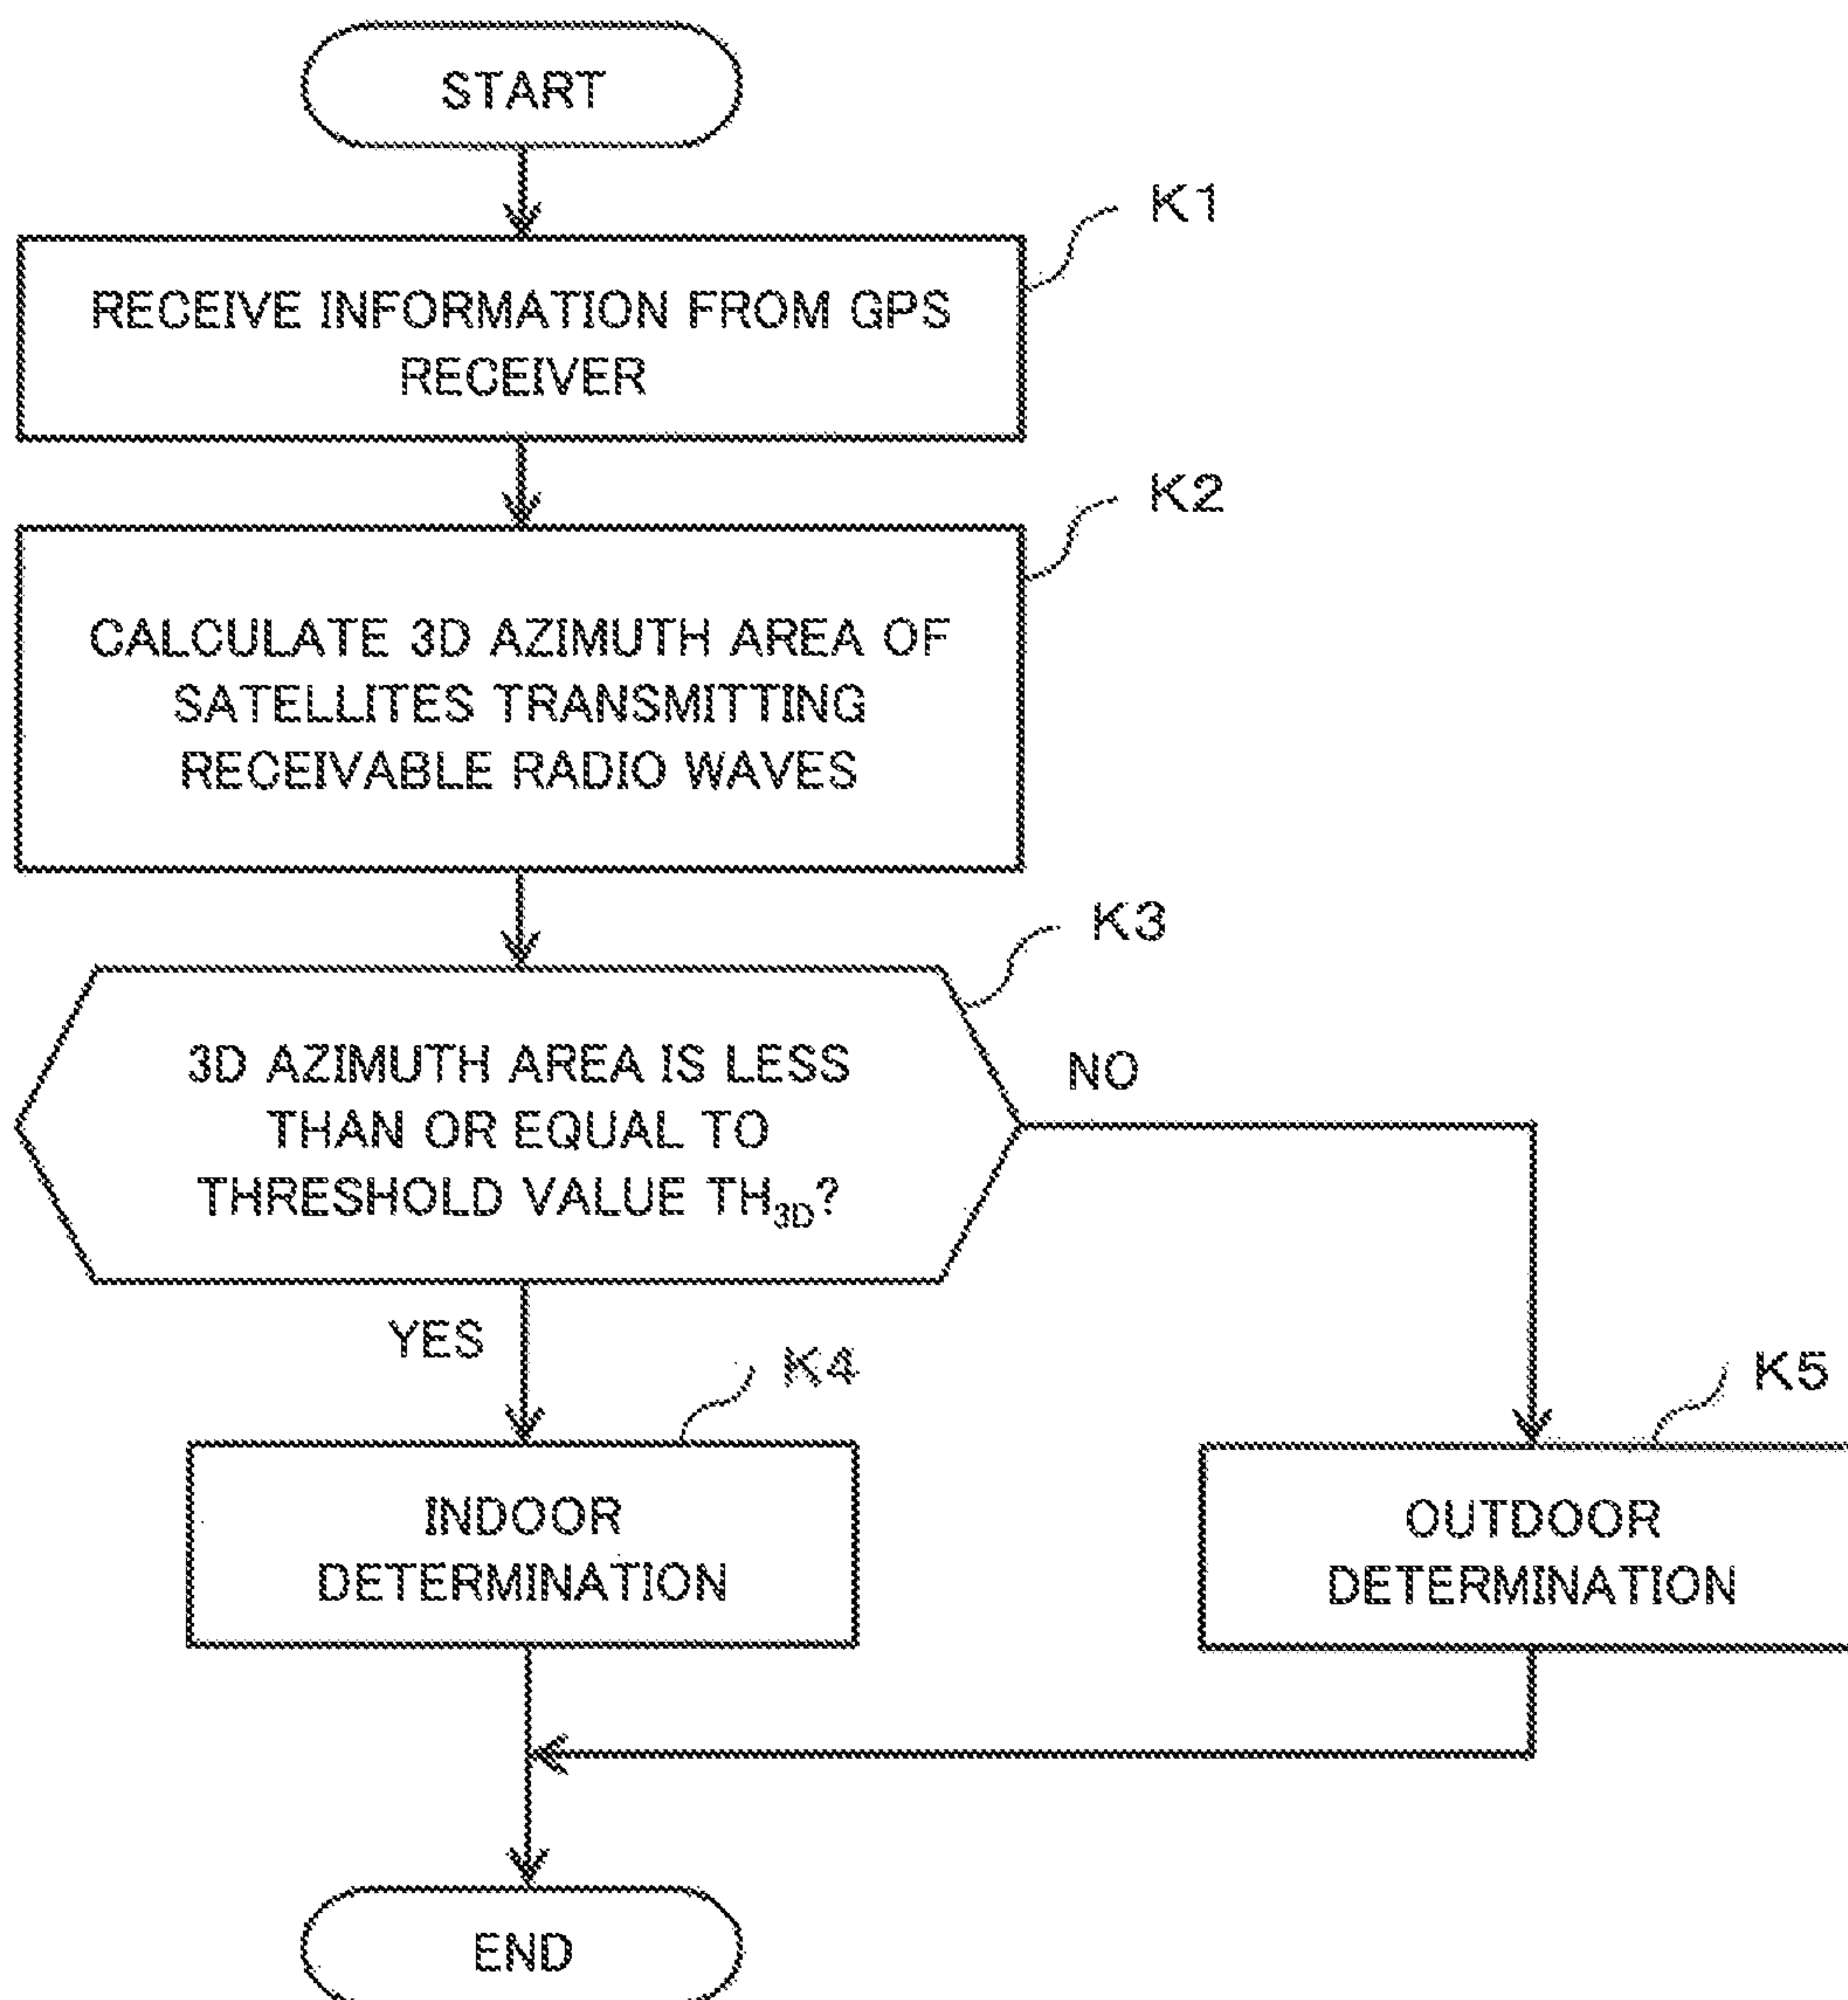 START
K1
RECEIVE INFORMATION FROM GPS
RECEIVER
K2
CALCULATE 3D AZIMUTH AREA OF
SATELLITES TRANSMITTING
RECEIVABLE RADIO WAVES
K3
3D AZIMUTH AREA IS LESS
THAN OR EQUAL TO
THRESHOLD VALUE TH3D?
NO
YES
K4
INDOOR
DETERMINATION
K5
OUTDOOR
DETERMINATION
END